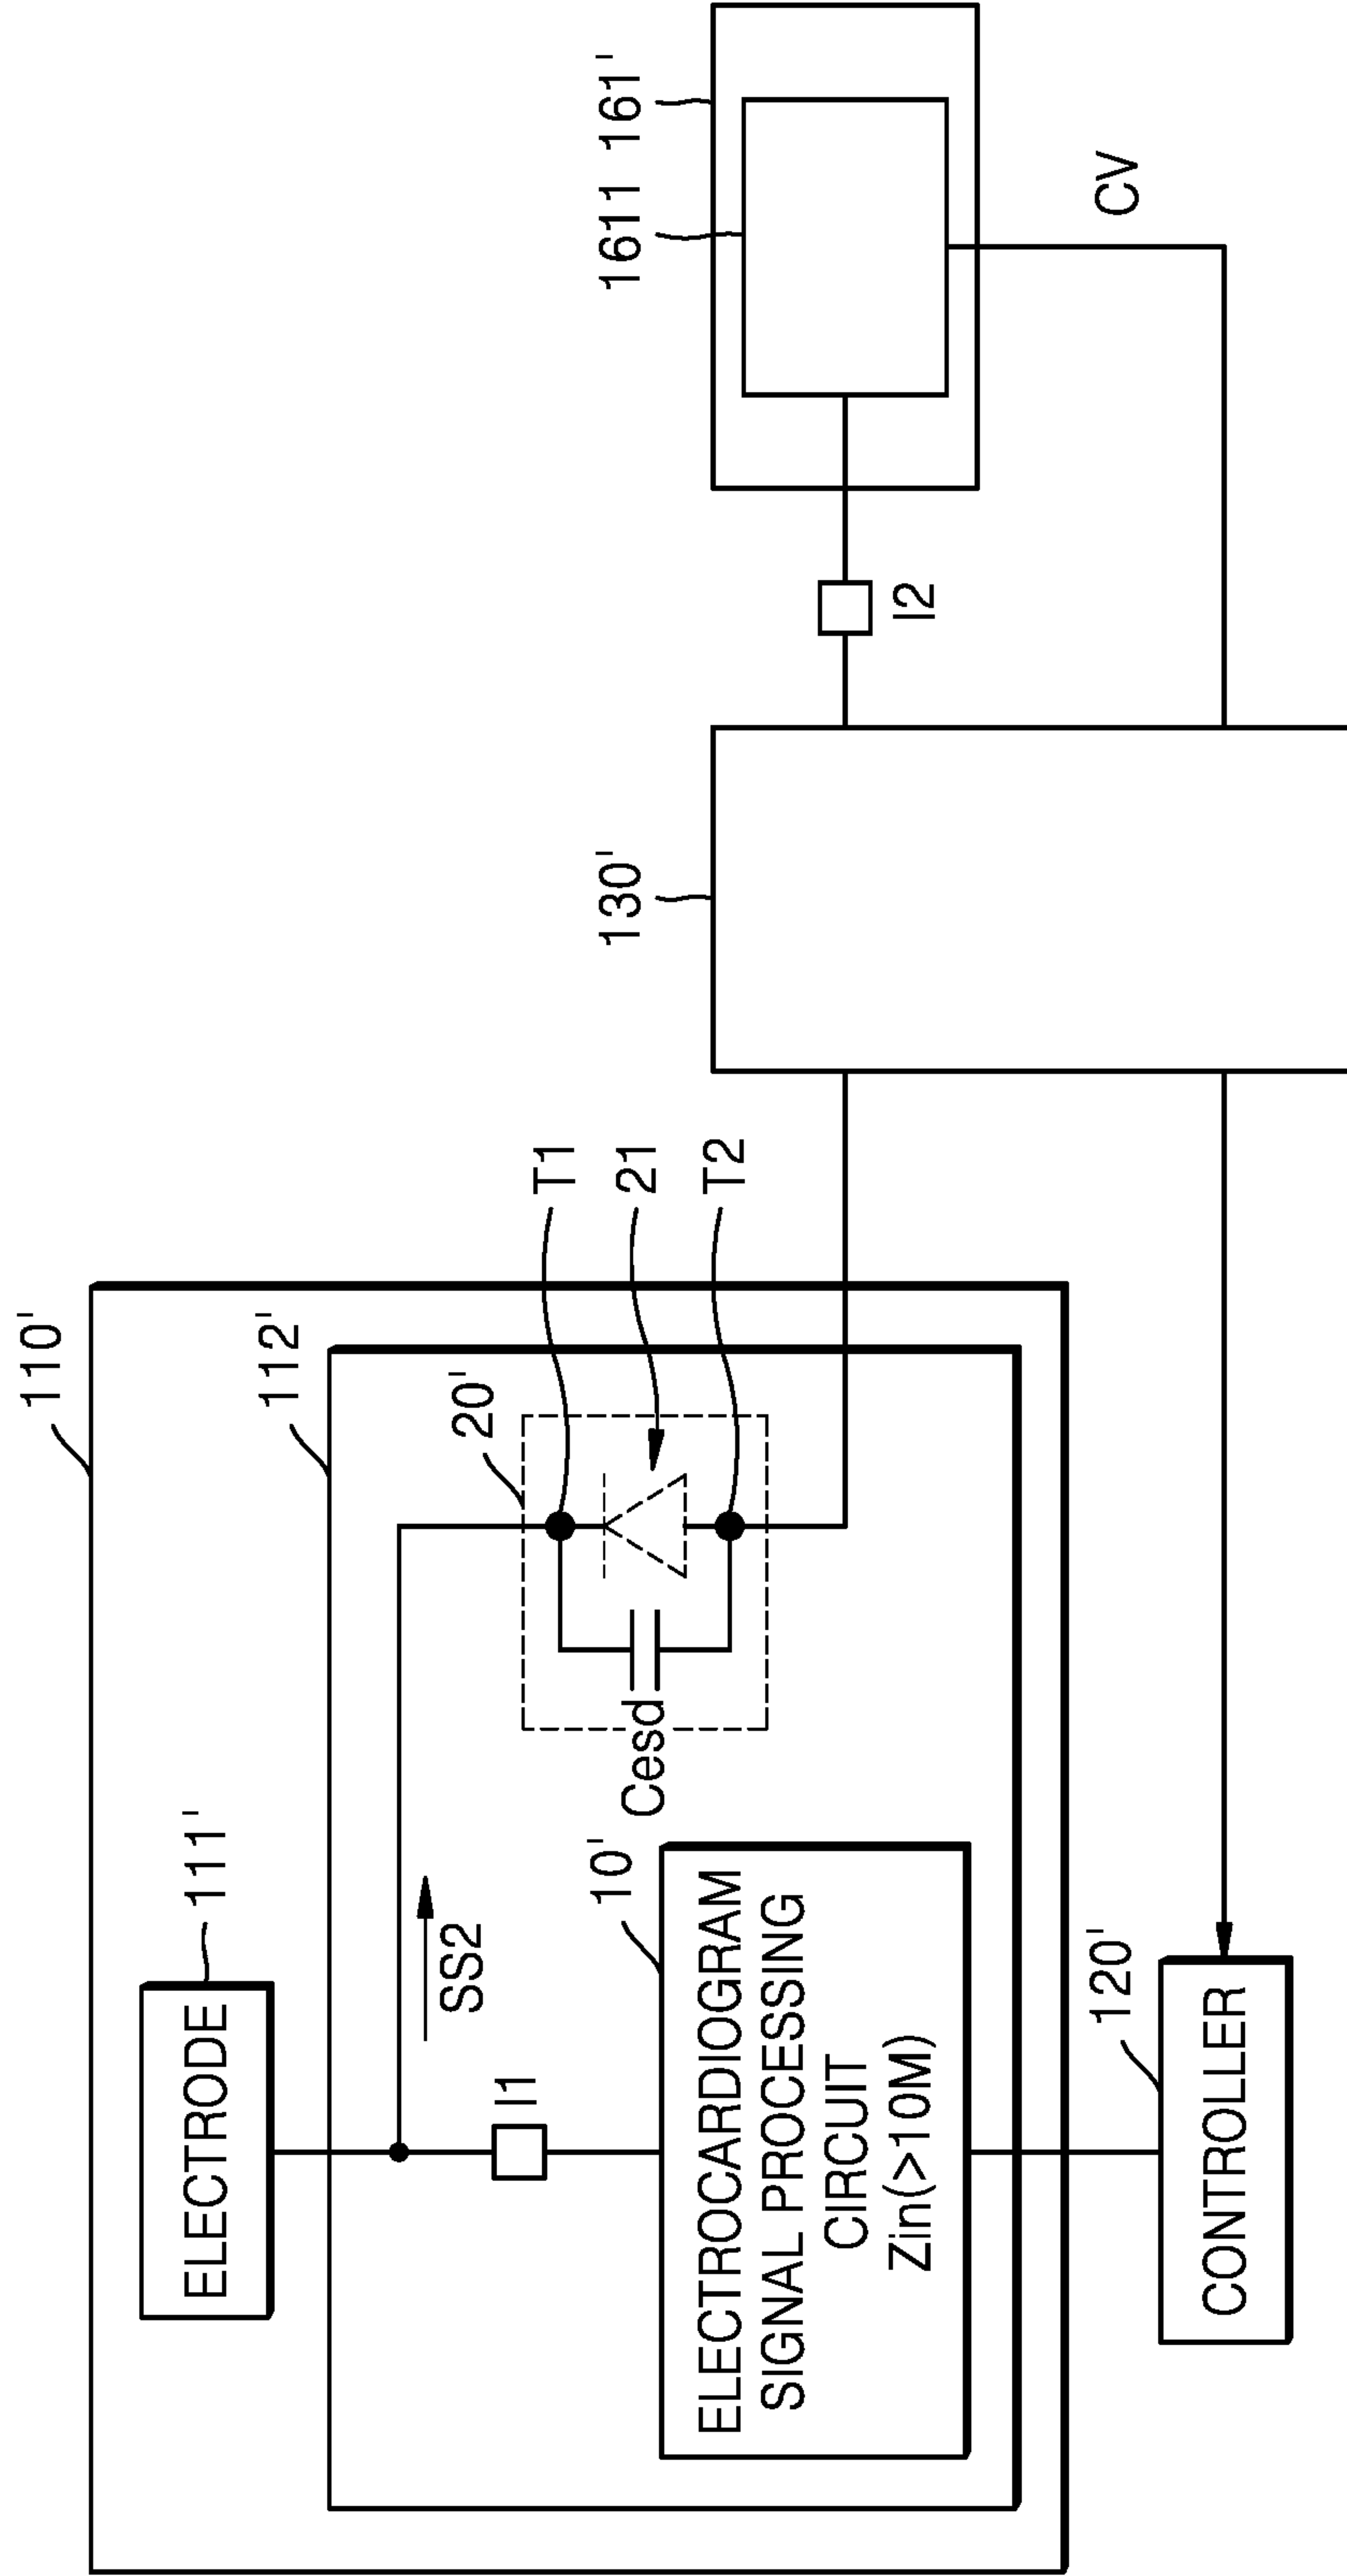 110'
112'
ELECTRODE
111'
SS2
I1
20'
T1
21
T2
Cesd
10'
ELECTROCARDIOGRAM
SIGNAL PROCESSING
CIRCUIT
Zin(>10M)
120'
CONTROLLER
130'
I2
1611
161'
CV